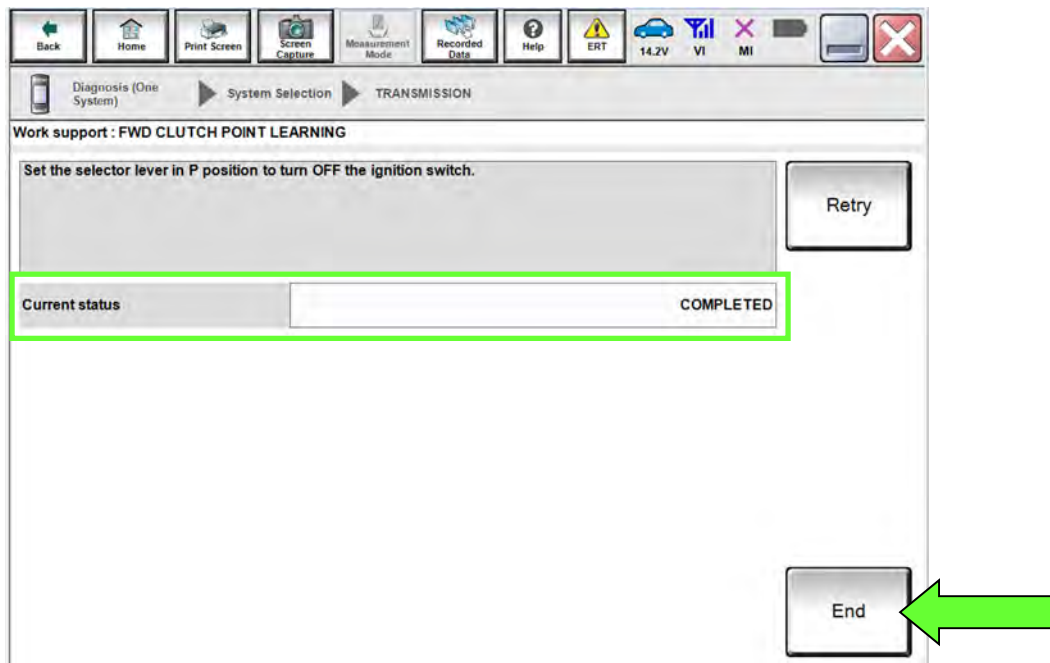 Back
Home
Print Screen
Screen
Capture
Measurement
Mode
Recorded
Data
Help
ERT
14.2V
VI
MI
Diagnosis (One
System)
System Selection
TRANSMISSION
Work support : FWD CLUTCH POINT LEARNING
Set the selector lever in P position to turn OFF the ignition switch.
Retry
Current status
COMPLETED
End